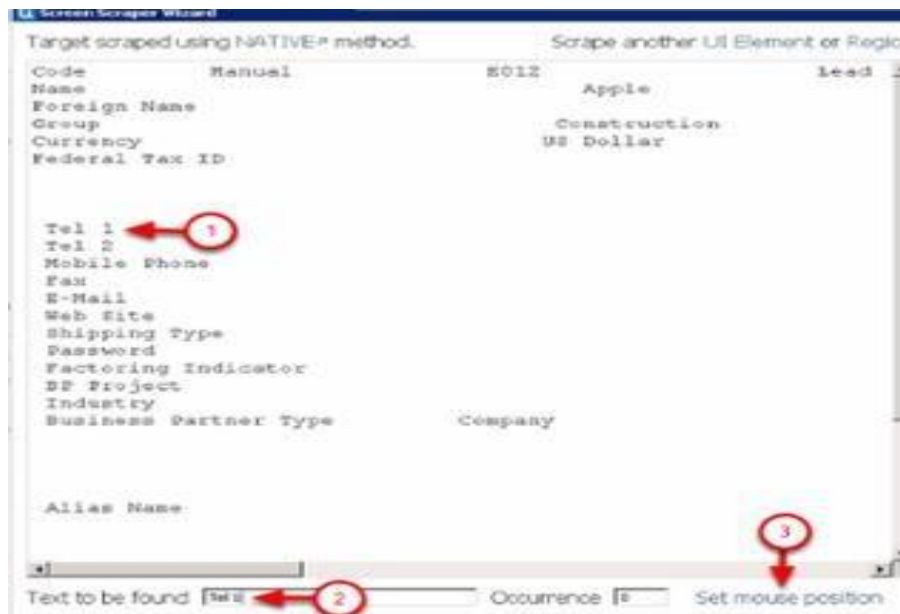 Screen Scraper Wizard
Target scraped using NATIVE* method. Scrape another UI Element or Regio
Code Manual E012 Lead
Name Apple
Foreign Name
Group Construction
Currency US Dollar
Federal Tax ID
Tel 1 1
Tel 2
Mobile Phone
Fax
E-Mail
Web Site
Shipping Type
Password
Factoring Indicator
BP Project
Industry
Business Partner Type Company
Alias Name
3
Text to be found Tel 1 2 Occurrence 0 Set mouse position